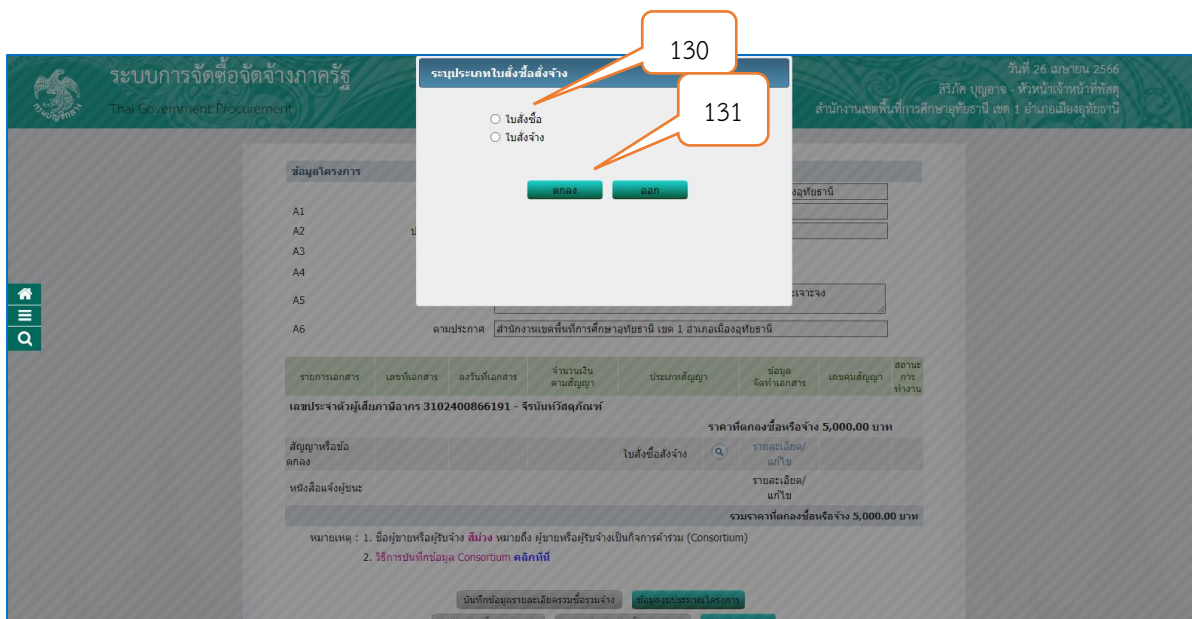 130
131
ระบบการจัดซื้อจัดจ้างภาครัฐ
Thai Government Procurement
วันที่ 26 เมษายน 2566
สิริภัค บุญอาจ - หัวหน้าเจ้าหน้าที่พัสดุ
สำนักงานเขตพื้นที่การศึกษาอุทัยธานี เขต 1 อำเภอเมืองอุทัยธานี
ระบุประเภทใบสั่งซื้อสั่งจ้าง
ใบสั่งซื้อ
ใบสั่งจ้าง
ตกลง ออก
ข้อมูลโครงการ
งอุทัยธานี
A1
A2
A3
A4
A5
A6 ตามประกาศ สำนักงานเขตพื้นที่การศึกษาอุทัยธานี เขต 1 อำเภอเมืองอุทัยธานี
รายการเอกสาร เลขที่เอกสาร ลงวันที่เอกสาร จำนวนเงินตามสัญญา ประเภทสัญญา ข้อมูลจัดทำเอกสาร เลขคุมสัญญา สถานะการทำงาน
เลขประจำตัวผู้เสียภาษีอากร 3102400866191 - จีรนันท์วัสดุภัณฑ์
ราคาที่ตกลงซื้อหรือจ้าง 5,000.00 บาท
สัญญาหรือข้อตกลง ใบสั่งซื้อสั่งจ้าง รายละเอียด/แก้ไข
หนังสือแจ้งผู้ชนะ รายละเอียด/แก้ไข
รวมราคาที่ตกลงซื้อหรือจ้าง 5,000.00 บาท
หมายเหตุ : 1. ชื่อผู้ขายหรือผู้รับจ้าง สีม่วง หมายถึง ผู้ขายหรือผู้รับจ้างเป็นกิจการค้าร่วม (Consortium)
2. วิธีการบันทึกข้อมูล Consortium คลิกที่นี่
บันทึกข้อมูลรายละเอียดรวมซื้อรวมจ้าง ข้อมูลงบประมาณโครงการ